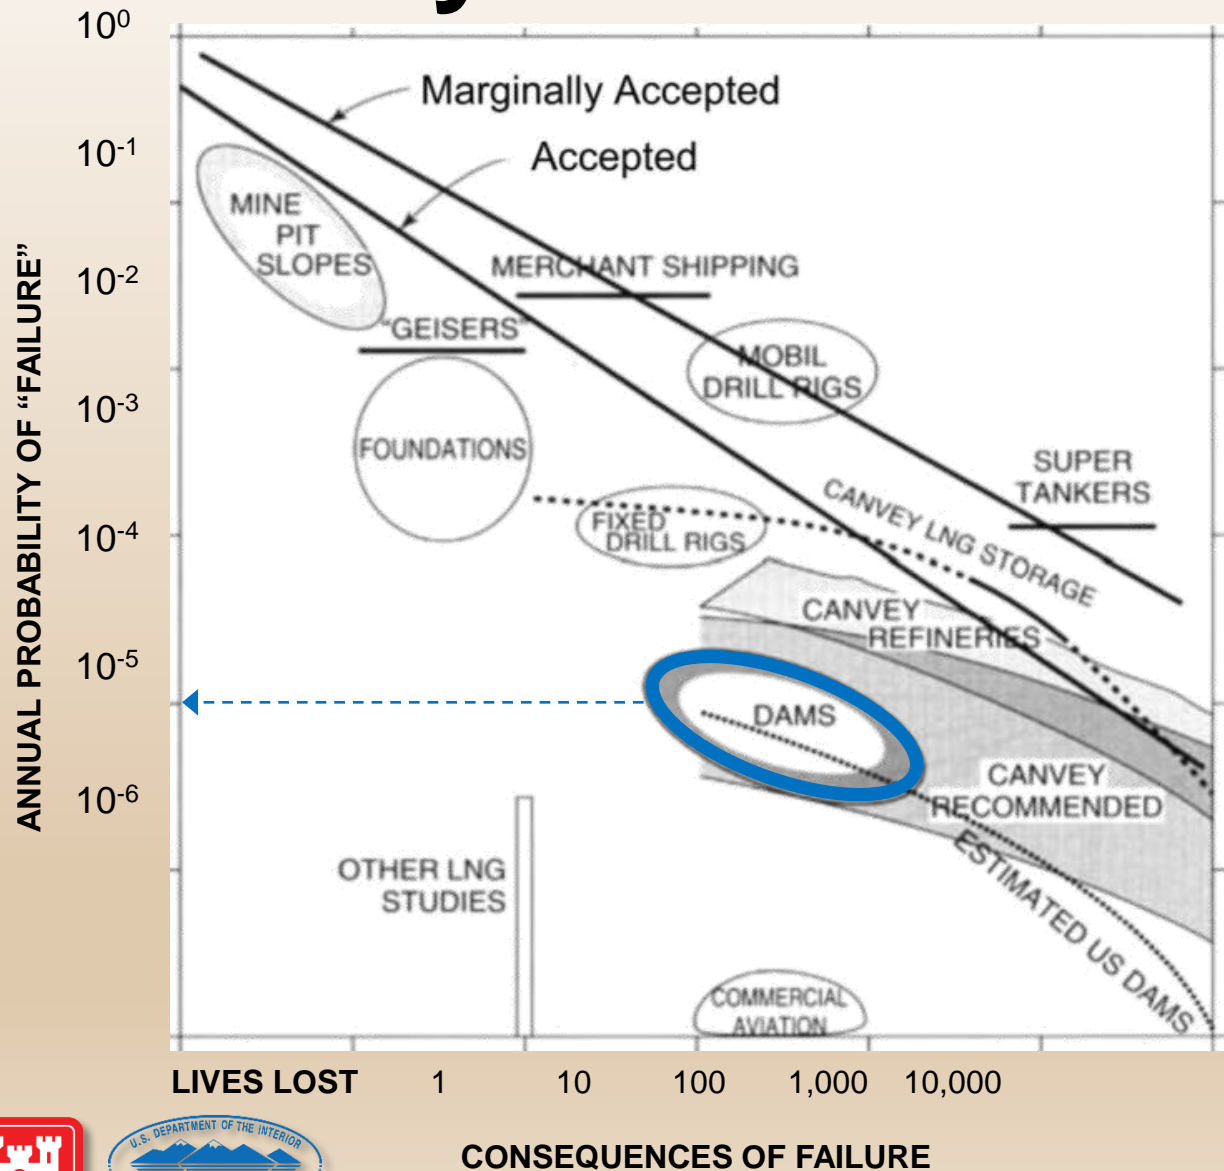 10⁰
Marginally Accepted
Accepted
10⁻¹
MINE
PIT
SLOPES
MERCHANT SHIPPING
10⁻²
"GEISERS"
MOBIL
DRILL RIGS
10⁻³
FOUNDATIONS
SUPER
TANKERS
CANVEY LNG STORAGE
FIXED
DRILL RIGS
10⁻⁴
CANVEY
REFINERIES
10⁻⁵
DAMS
CANVEY
RECOMMENDED
10⁻⁶
ESTIMATED US DAMS
OTHER LNG
STUDIES
COMMERCIAL
AVIATION
ANNUAL PROBABILITY OF “FAILURE”
LIVES LOST 1 10 100 1,000 10,000
U.S. DEPARTMENT OF THE INTERIOR
CONSEQUENCES OF FAILURE